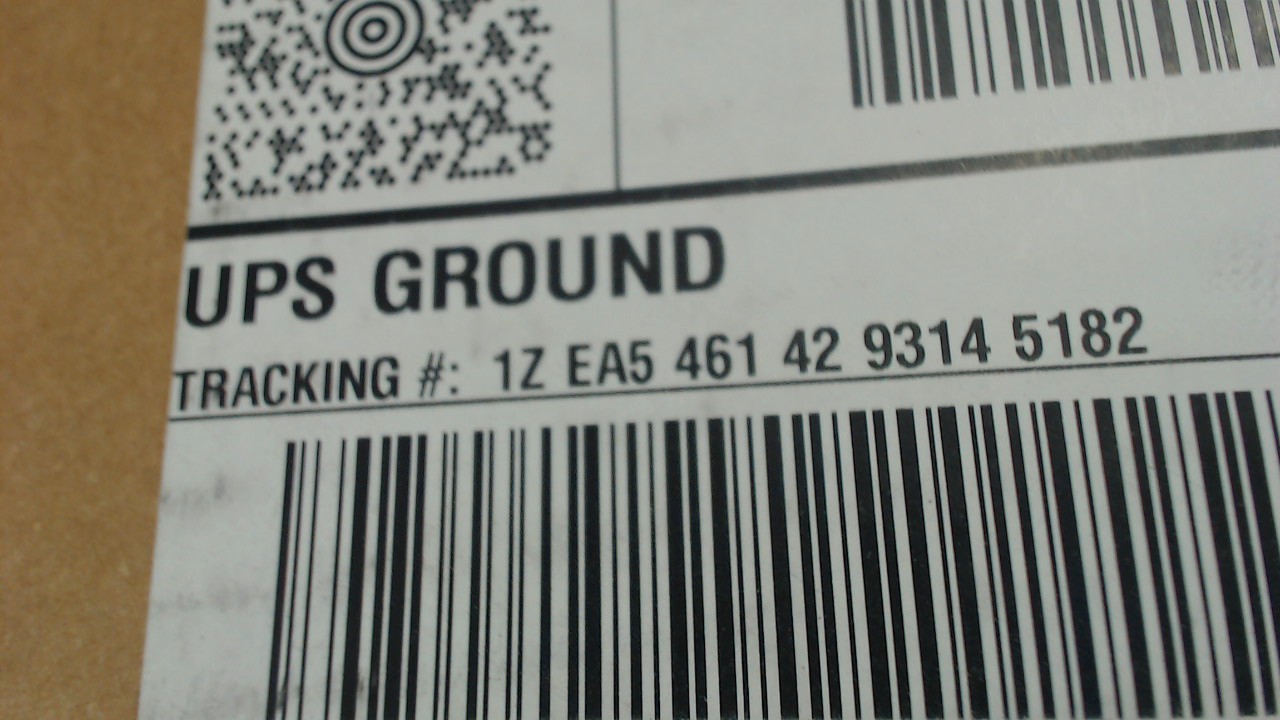 UPS GROUND
TRACKING #: 1Z EA5 461 42 9314 5182